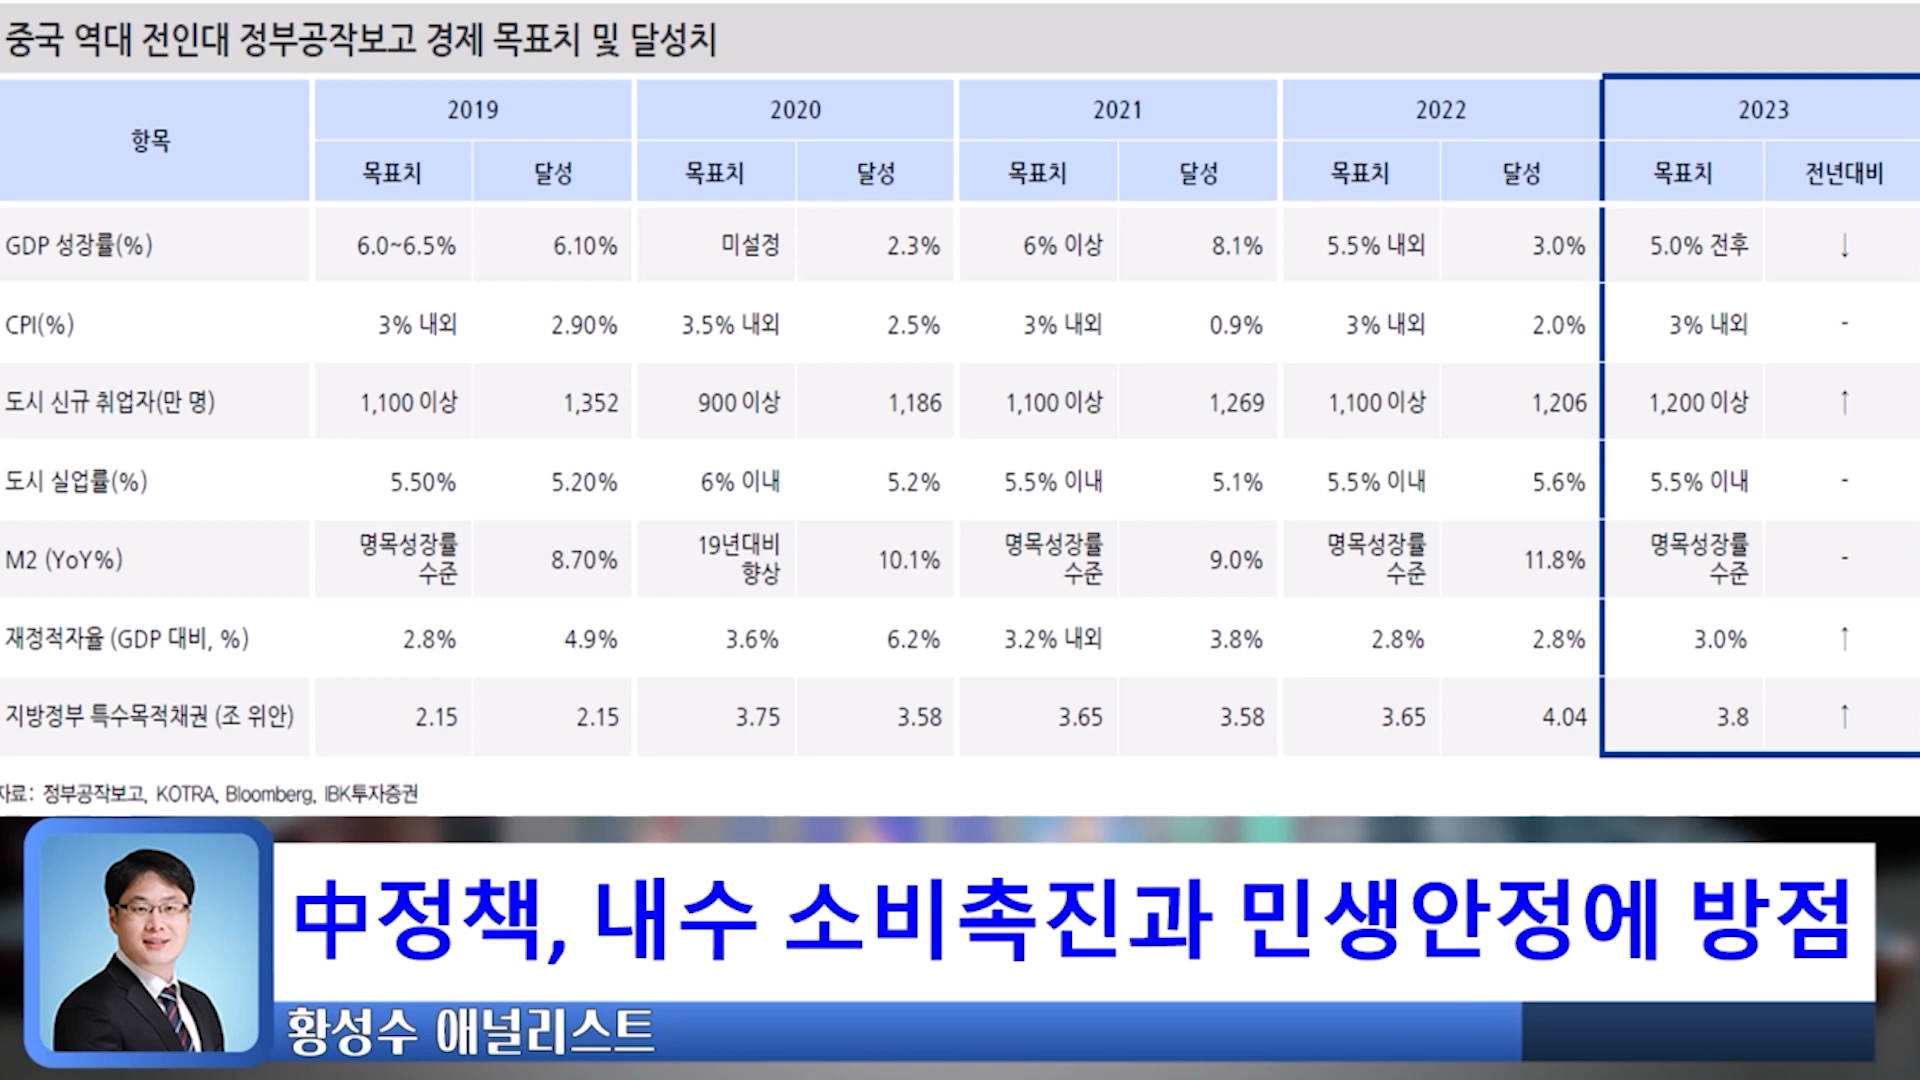 중국 역대 전인대 정부공작보고 경제 목표치 및 달성치
항목 2019 2020 2021 2022 2023
목표치 달성 목표치 달성 목표치 달성 목표치 달성 목표치 전년대비
GDP 성장률(%) 6.0~6.5% 6.10% 미설정 2.3% 6% 이상 8.1% 5.5% 내외 3.0% 5.0% 전후 ↓
CPI(%) 3% 내외 2.90% 3.5% 내외 2.5% 3% 내외 0.9% 3% 내외 2.0% 3% 내외 -
도시 신규 취업자(만 명) 1,100 이상 1,352 900 이상 1,186 1,100 이상 1,269 1,100 이상 1,206 1,200 이상 ↑
도시 실업률(%) 5.50% 5.20% 6% 이내 5.2% 5.5% 이내 5.1% 5.5% 이내 5.6% 5.5% 이내 -
M2 (YoY%) 명목성장률 수준 8.70% 19년대비 향상 10.1% 명목성장률 수준 9.0% 명목성장률 수준 11.8% 명목성장률 수준 -
재정적자율 (GDP 대비, %) 2.8% 4.9% 3.6% 6.2% 3.2% 내외 3.8% 2.8% 2.8% 3.0% ↑
지방정부 특수목적채권 (조 위안) 2.15 2.15 3.75 3.58 3.65 3.58 3.65 4.04 3.8 ↑
자료: 정부공작보고, KOTRA, Bloomberg, IBK투자증권
中정책, 내수 소비촉진과 민생안정에 방점
황성수 애널리스트